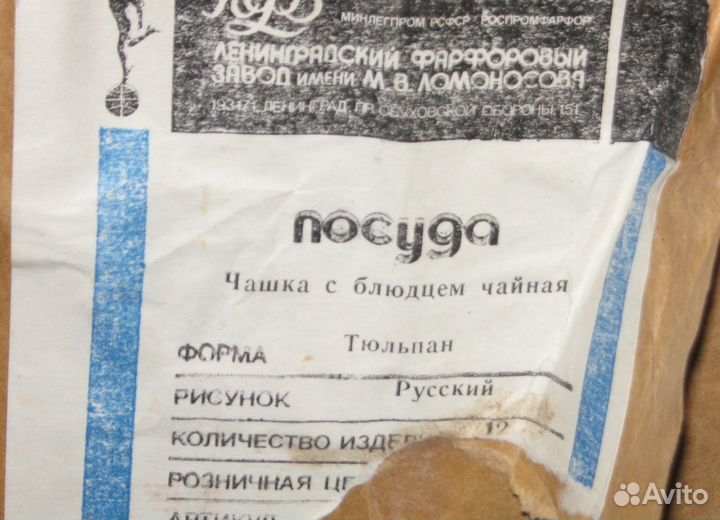 МИНЛЕГПРОМ РСФСР РОСПРОМФАРФОР
ЛЕНИНГРАДСКИЙ ФАРФОРОВЫЙ
ЗАВОД ИМЕНИ М. В. ЛОМОНОСОВА
193171, ЛЕНИНГРАД, ПР. ОБУХОВСКОЙ ОБОРОНЫ 151
посуда
Чашка с блюдцем чайная
ФОРМА Тюльпан
РИСУНОК Русский
КОЛИЧЕСТВО ИЗДЕ 12
РОЗНИЧНАЯ ЦЕ
АРТИКУЛ
Avito